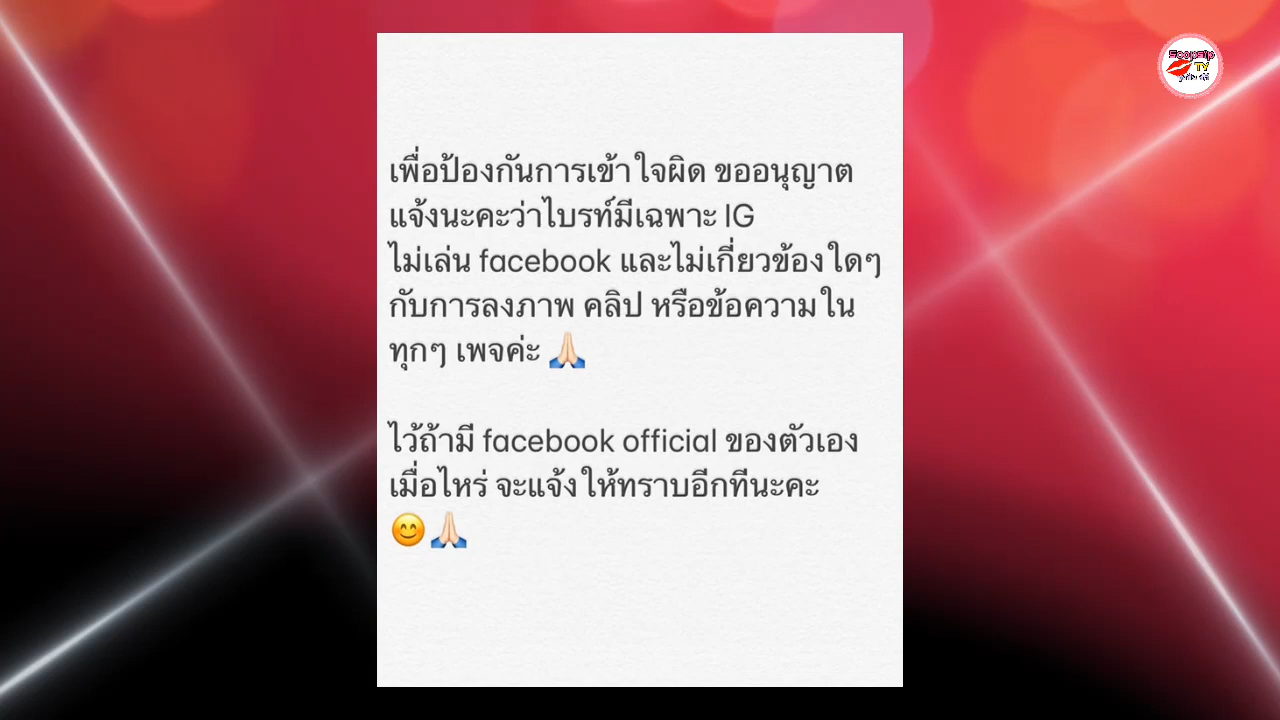 Scopsip
TV
เพื่อป้องกันการเข้าใจผิด ขออนุญาต
แจ้งนะคะว่าไบรท์มีเฉพาะ IG
ไม่เล่น facebook และไม่เกี่ยวข้องใดๆ
กับการลงภาพ คลิป หรือข้อความใน
ทุกๆ เพจค่ะ 🙏🏻
ไว้ถ้ามี facebook official ของตัวเอง
เมื่อไหร่ จะแจ้งให้ทราบอีกทีนะคะ
😊🙏🏻